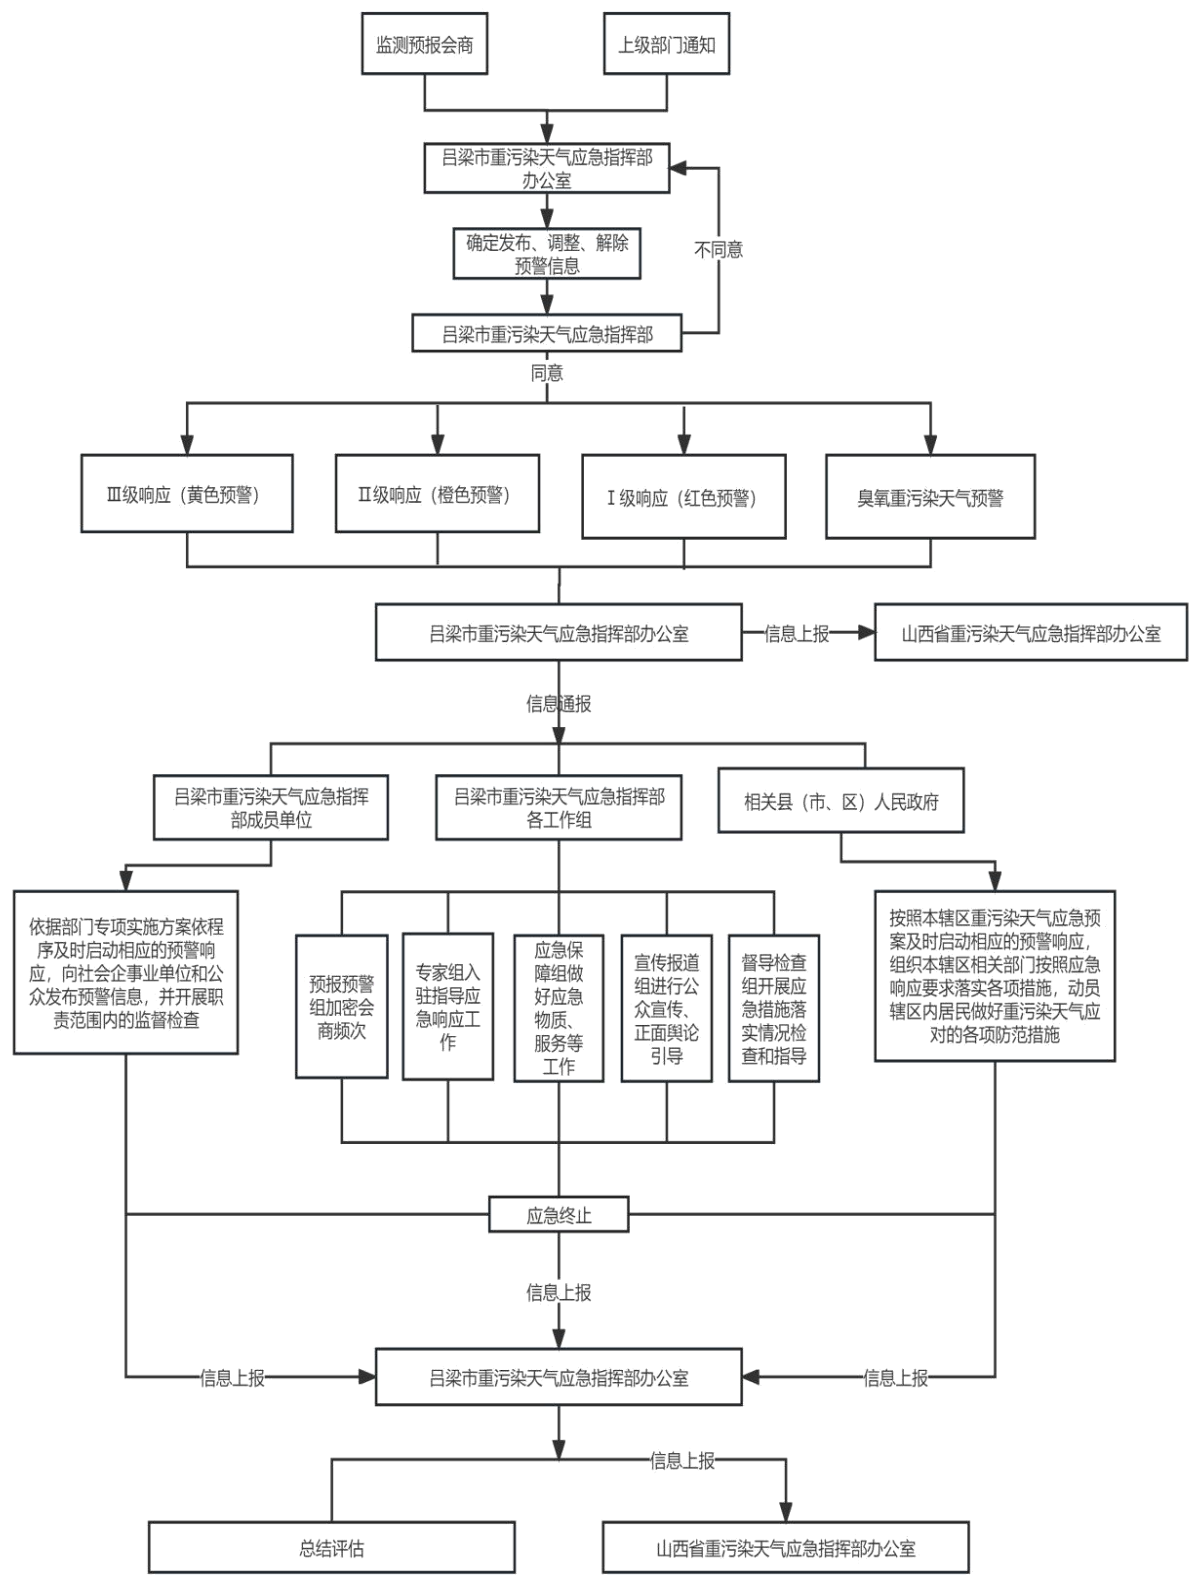 监测预报会商
上级部门通知
吕梁市重污染天气应急指挥部
办公室
确定发布、调整、解除
预警信息
不同意
吕梁市重污染天气应急指挥部
同意
Ⅲ级响应（黄色预警）
Ⅱ级响应（橙色预警）
Ⅰ级响应（红色预警）
臭氧重污染天气预警
吕梁市重污染天气应急指挥部办公室
信息上报
山西省重污染天气应急指挥部办公室
信息通报
吕梁市重污染天气应急指挥
部成员单位
吕梁市重污染天气应急指挥部
各工作组
相关县（市、区）人民政府
依据部门专项实施方案依程
序及时启动相应的预警响
应，向社会企事业单位和公
众发布预警信息，并开展职
责范围内的监督检查
预报预警
组加密会
商频次
专家组入
驻指导应
急响应工
作
应急保
障组做
好应急
物质、
服务等
工作
宣传报道
组进行公
众宣传、
正面舆论
引导
督导检查
组开展应
急措施落
实情况检
查和指导
按照本辖区重污染天气应急预
案及时启动相应的预警响应，
组织本辖区相关部门按照应急
响应要求落实各项措施，动员
辖区内居民做好重污染天气应
对的各项防范措施
应急终止
信息上报
信息上报
吕梁市重污染天气应急指挥部办公室
信息上报
信息上报
总结评估
山西省重污染天气应急指挥部办公室